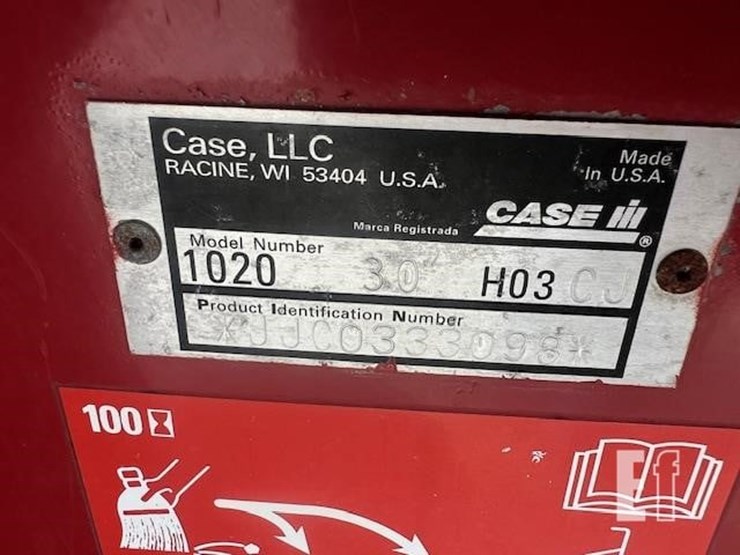 Case, LLC
RACINE, WI 53404 U.S.A.
Made
In U.S.A.
Marca Registrada
CASE IH ®
Model Number
1020 30' H03 CJ
Product Identification Number
*JJC0333098*
100
Ef